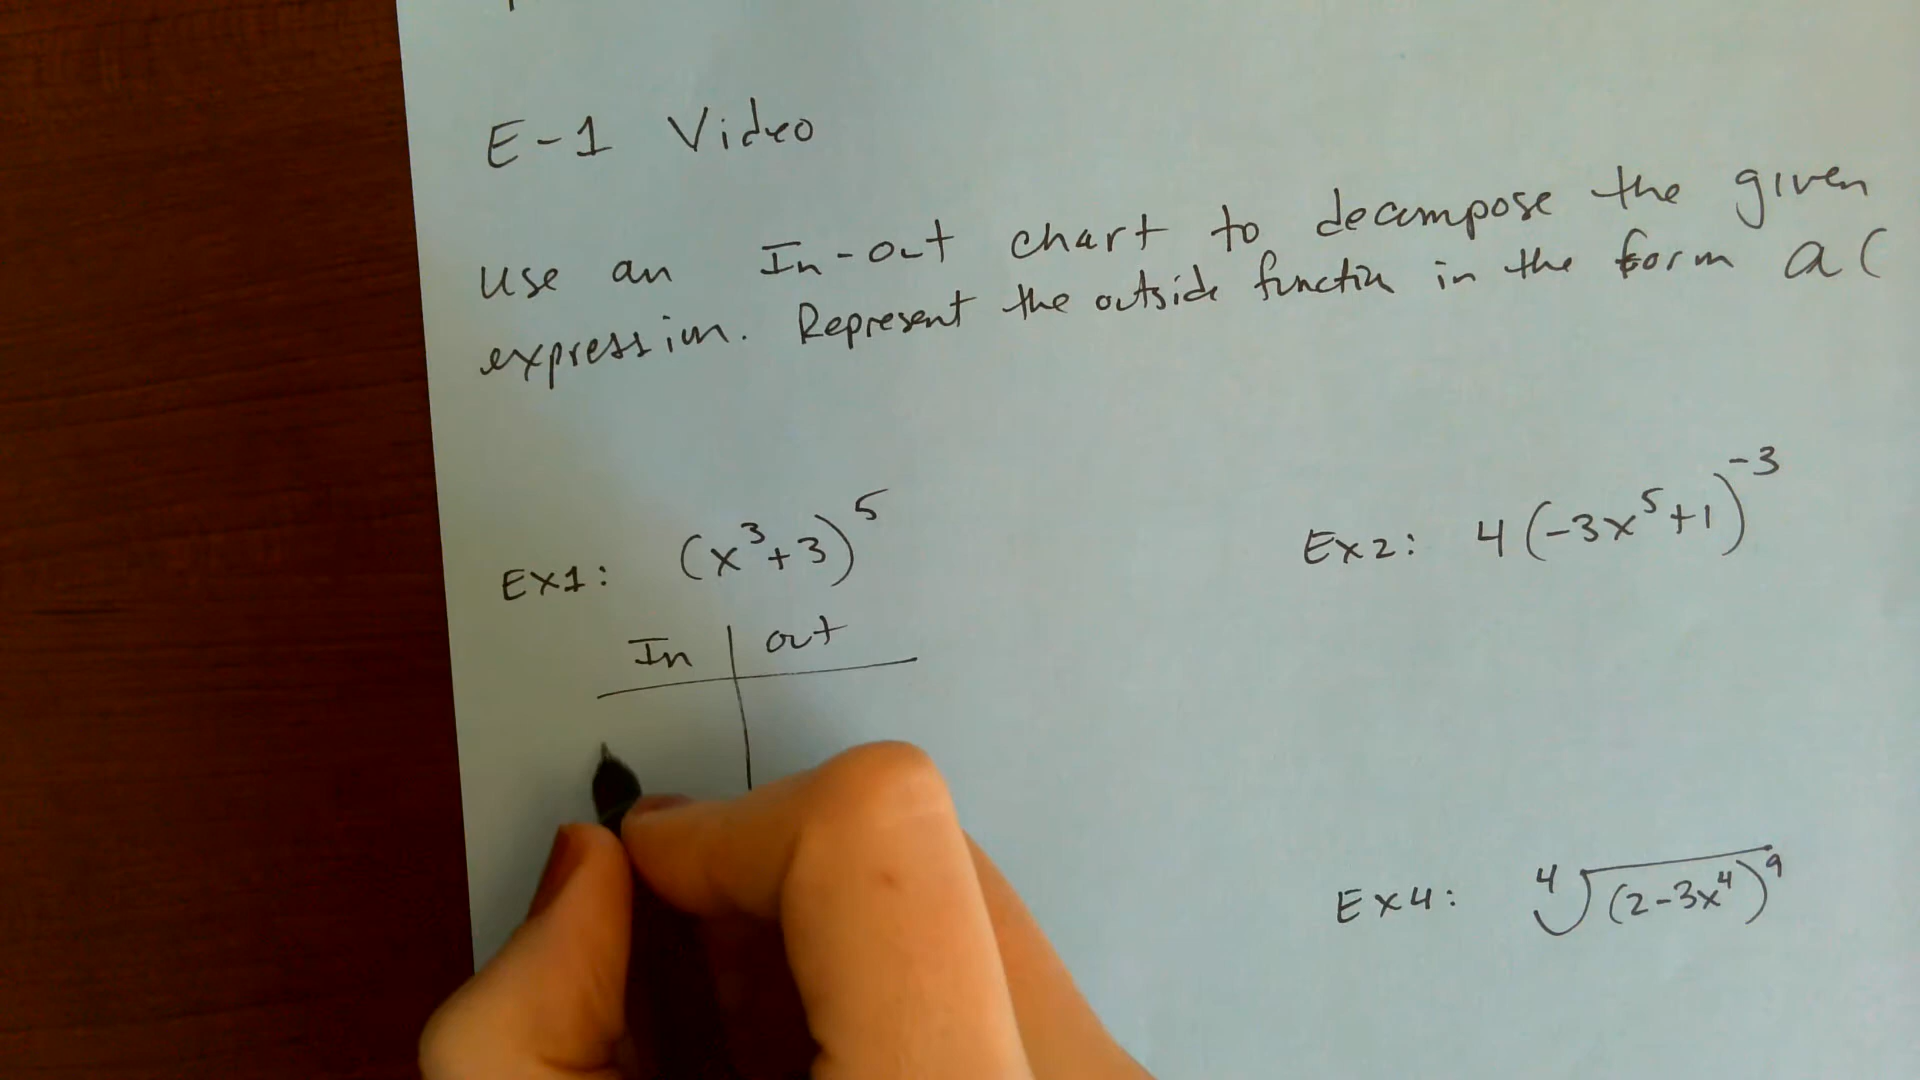 E-1 Video
Use an In-out chart to decompose the given
expression. Represent the outside function in the form a(
Ex1: (x³+3)⁵
Ex2: 4(-3x⁵+1)⁻³
In | out
Ex4: ⁴√(2-3x⁴)⁹